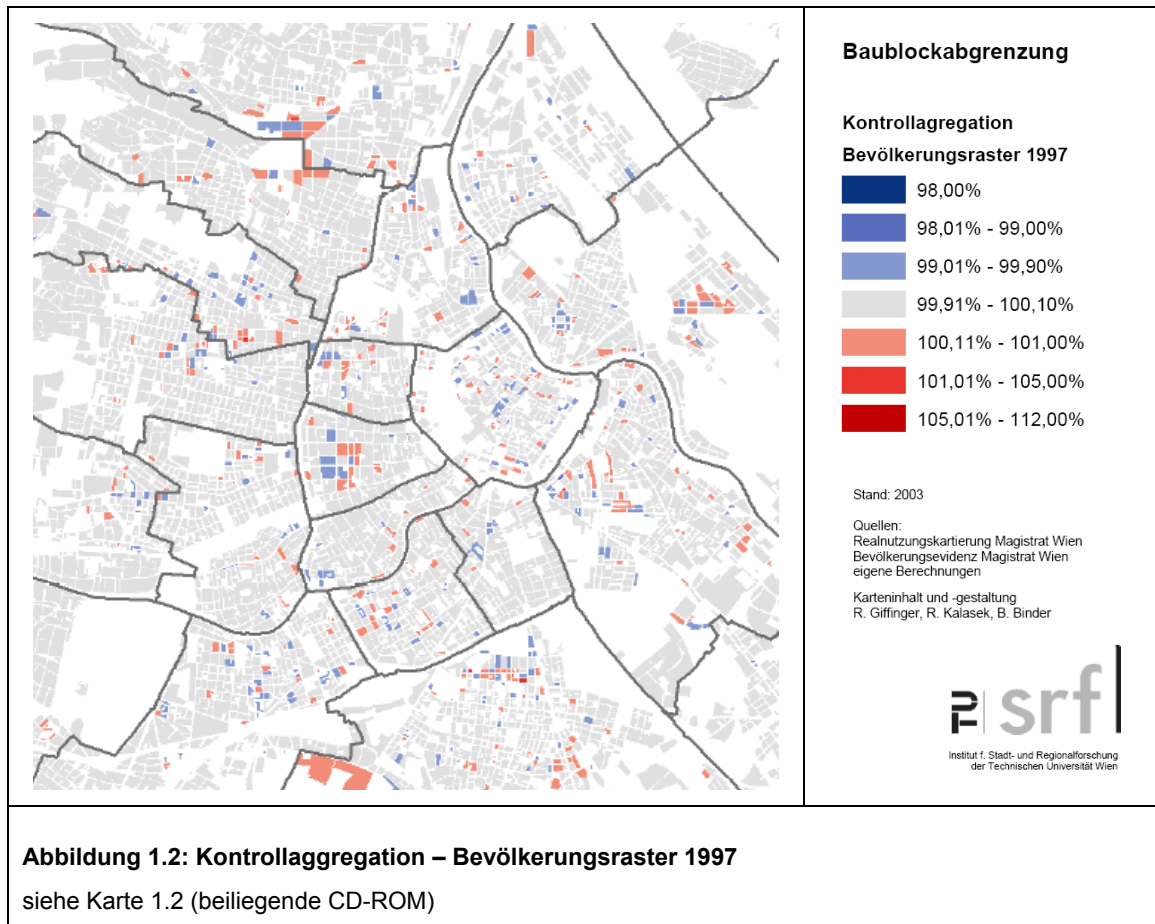 Baublockabgrenzung
Kontrollagregation
Bevölkerungsraster 1997
98,00%
98,01% - 99,00%
99,01% - 99,90%
99,91% - 100,10%
100,11% - 101,00%
101,01% - 105,00%
105,01% - 112,00%
Stand: 2003
Quellen:
Realnutzungskartierung Magistrat Wien
Bevölkerungsevidenz Magistrat Wien
eigene Berechnungen
Karteninhalt und -gestaltung
R. Giffinger, R. Kalasek, B. Binder
srf
Institut f. Stadt- und Regionalforschung
der Technischen Universität Wien
Abbildung 1.2: Kontrollaggregation – Bevölkerungsraster 1997
siehe Karte 1.2 (beiliegende CD-ROM)